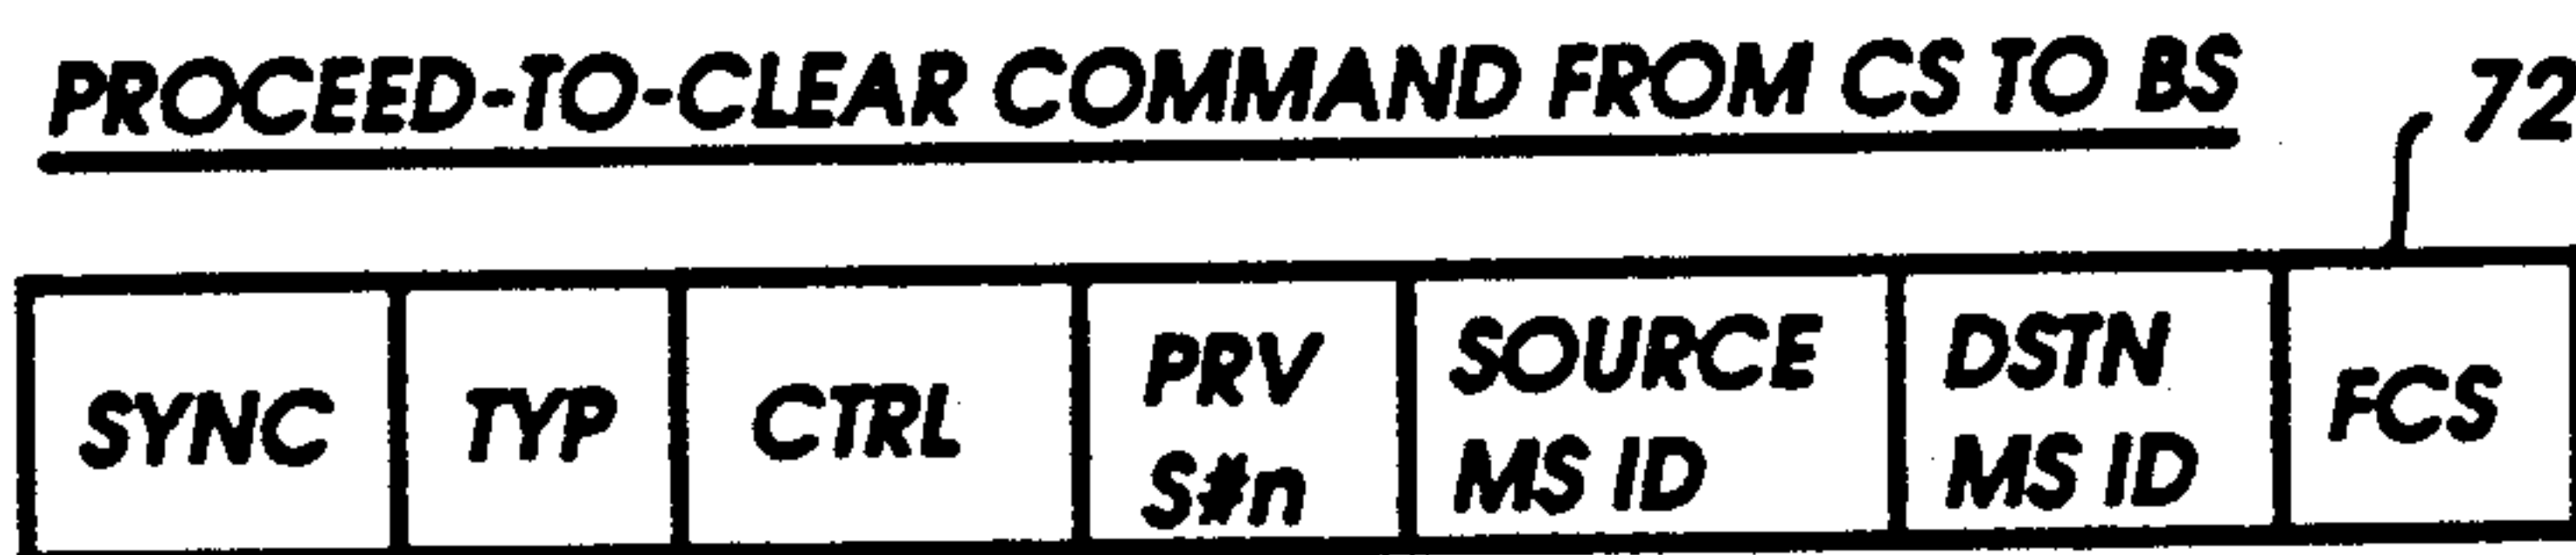 PROCEED-TO-CLEAR COMMAND FROM CS TO BS
72
SYNC
TYP
CTRL
PRV
S#n
SOURCE
MS ID
DSTN
MS ID
FCS